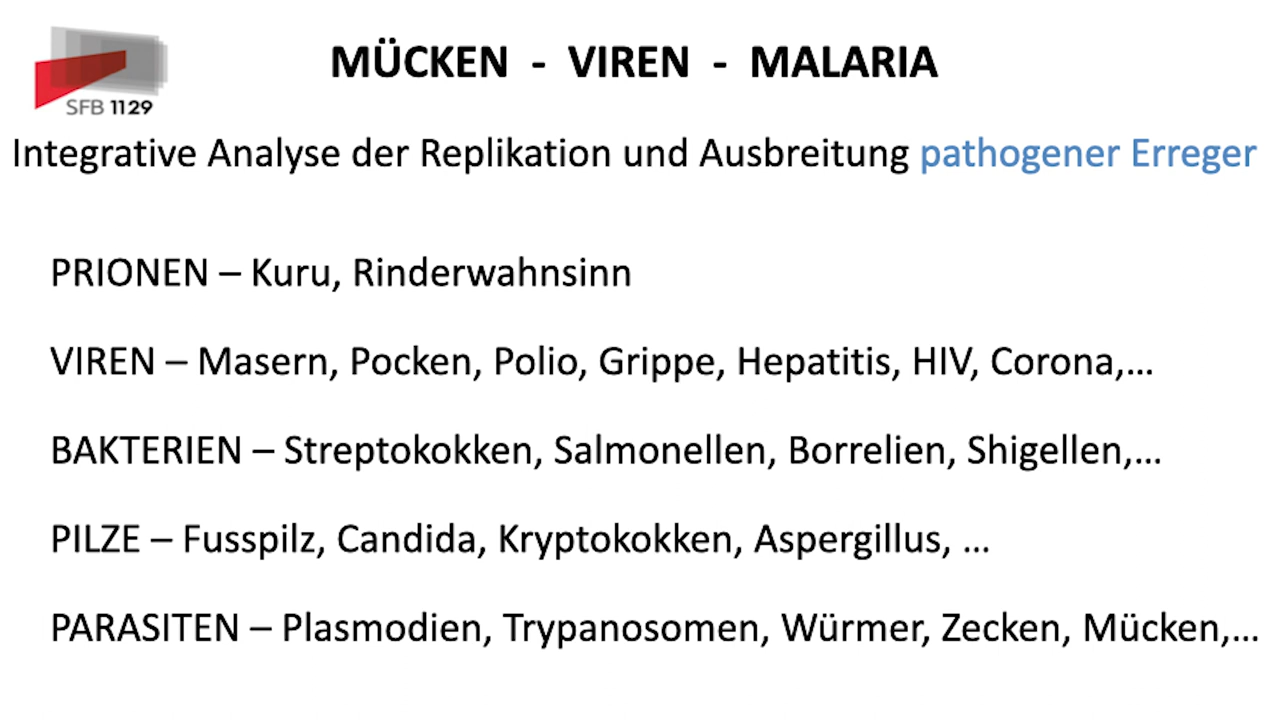 SFB 1129
MÜCKEN - VIREN - MALARIA
Integrative Analyse der Replikation und Ausbreitung pathogener Erreger
PRIONEN – Kuru, Rinderwahnsinn
VIREN – Masern, Pocken, Polio, Grippe, Hepatitis, HIV, Corona,...
BAKTERIEN – Streptokokken, Salmonellen, Borrelien, Shigellen,...
PILZE – Fusspilz, Candida, Kryptokokken, Aspergillus, ...
PARASITEN – Plasmodien, Trypanosomen, Würmer, Zecken, Mücken,...